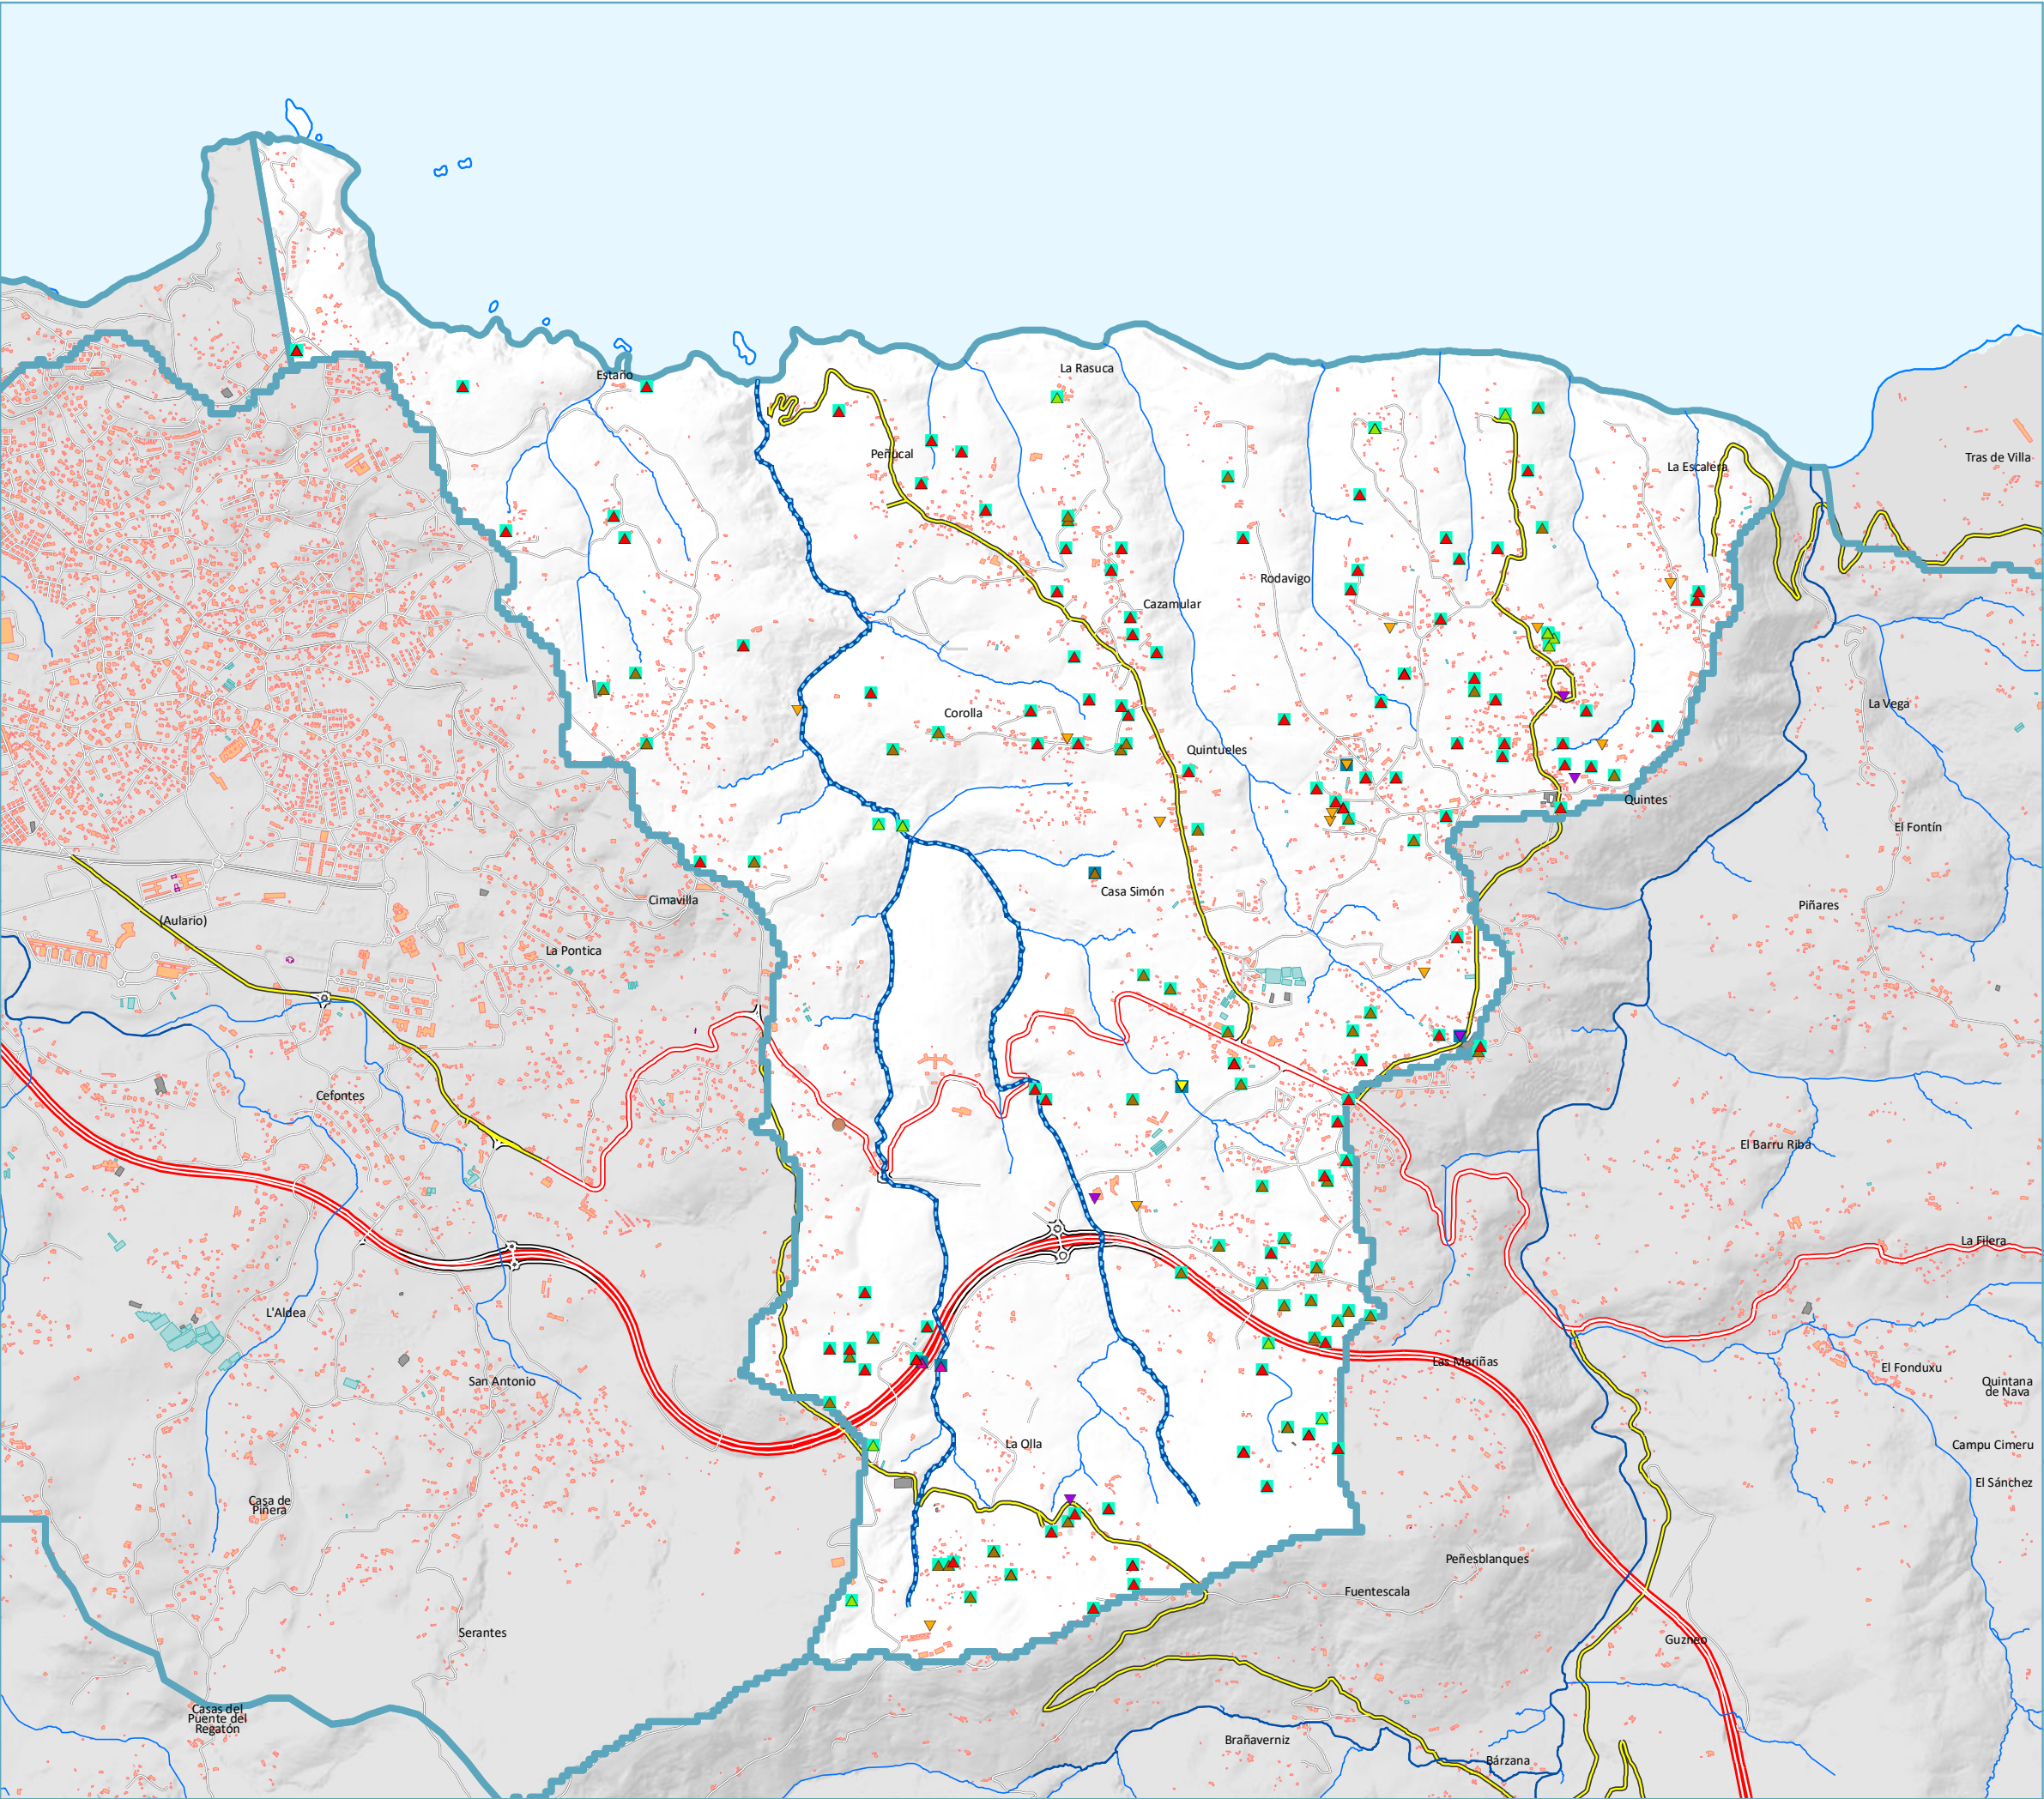 La Rasuca
Estaño
Peñucal
Tras de Villa
La Escalera
Rodavigo
Cazamular
La Vega
Corolla
Quintueles
Quintes
El Fontín
Casa Simón
Cimavilla
Piñares
(Aulario)
La Pontica
Cefontes
El Barru Riba
La Filera
L'Aldea
Las Mariñas
El Fonduxu
San Antonio
Quintana
de Nava
La Olla
Campu Cimeru
El Sánchez
Casa de
Piñera
Peñesblanques
Fuentescala
Serantes
Guzneo
Casas del
Puente del
Regatón
Brañaverniz
Bárzana